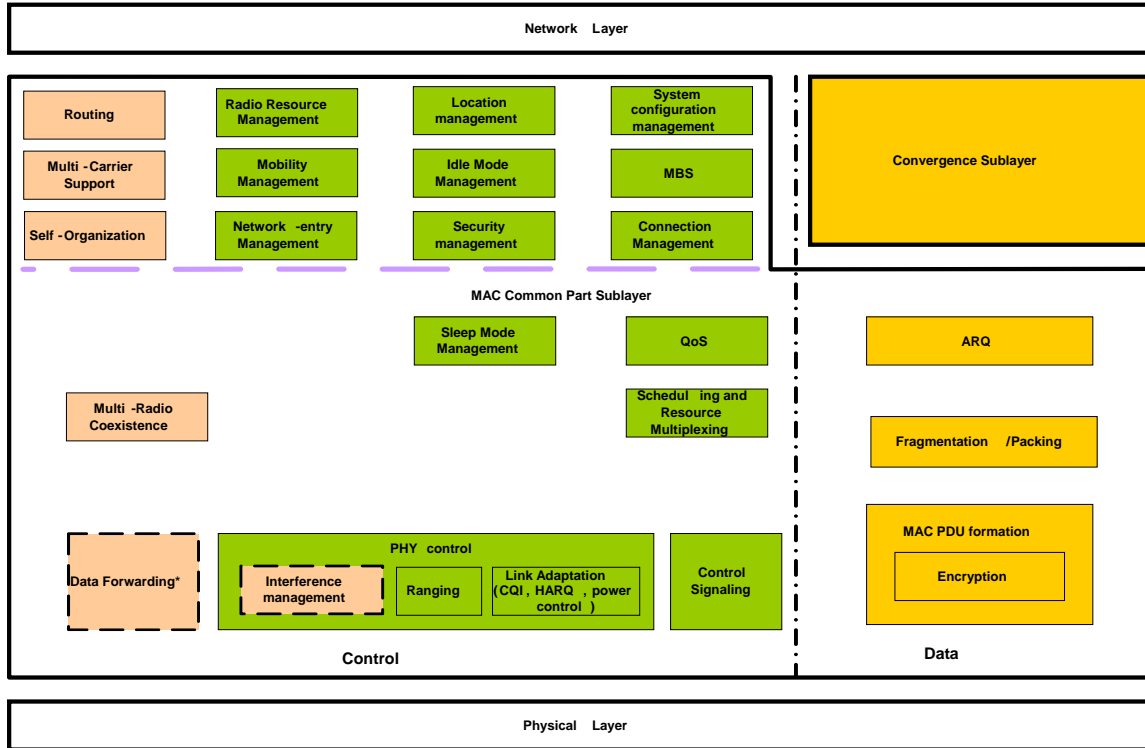 Network Layer
Routing
Radio Resource
Management
Location
management
System
configuration
management
Convergence Sublayer
Multi -Carrier
Support
Mobility
Management
Idle Mode
Management
MBS
Self - Organization
Network -entry
Management
Security
management
Connection
Management
MAC Common Part Sublayer
Sleep Mode
Management
QoS
ARQ
Multi -Radio
Coexistence
Schedul ing and
Resource
Multiplexing
Fragmentation /Packing
Data Forwarding*
PHY control
Interference
management
Ranging
Link Adaptation
(CQI , HARQ , power
control )
Control
Signaling
MAC PDU formation
Encryption
Control
Data
Physical Layer